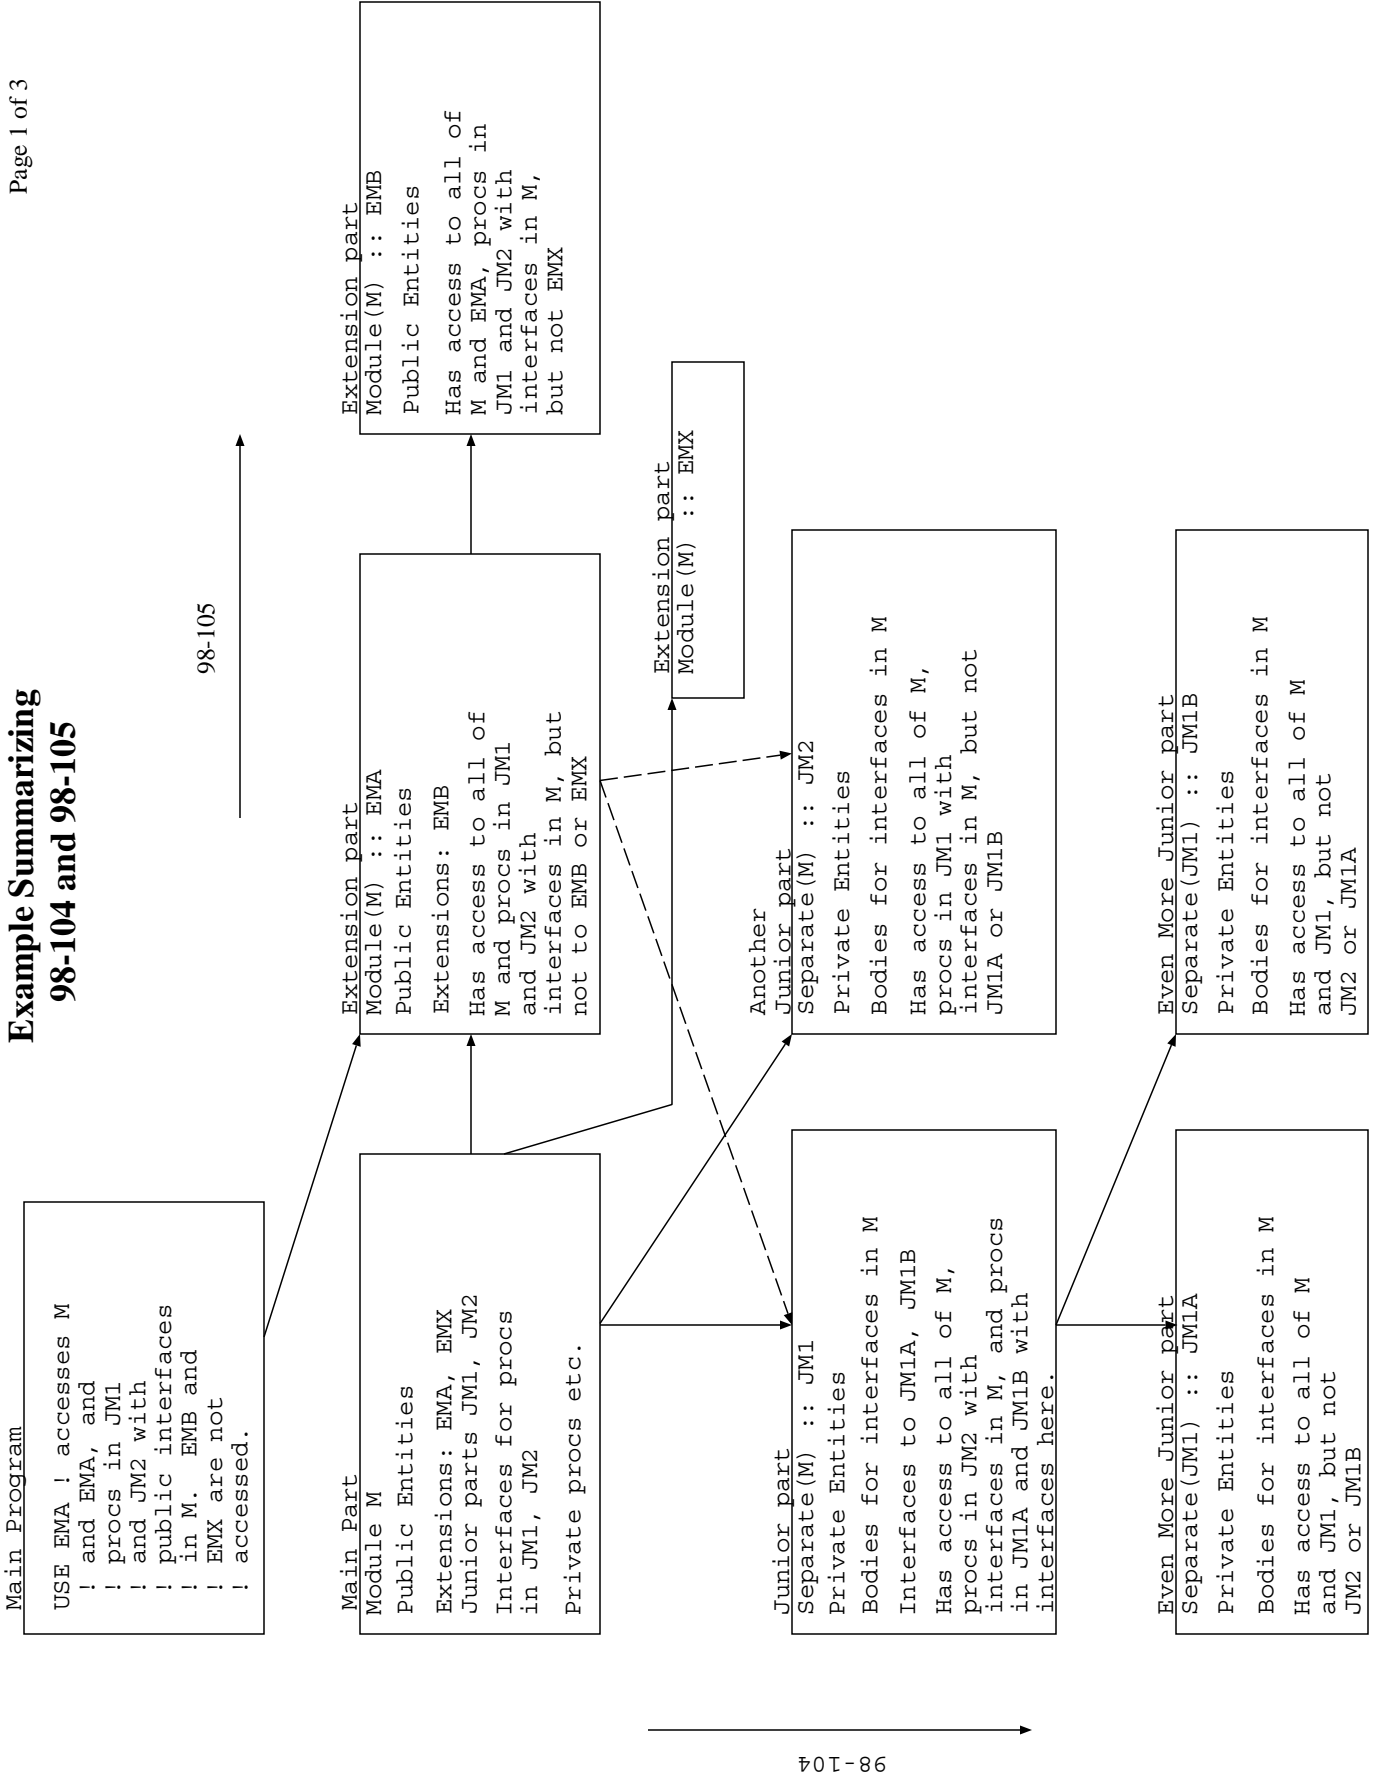 Page 1 of 3
Example Summarizing
98-104 and 98-105
98-105
98-104
Main Program
USE EMA ! accesses M
! and EMA, and
! procs in JM1
! and JM2 with
! public interfaces
! in M. EMB and
! EMX are not
! accessed.
Main Part
Module M
Public Entities
Extensions: EMA, EMX
Junior parts JM1, JM2
Interfaces for procs
in JM1, JM2
Private procs etc.
Extension part
Module(M) :: EMA
Public Entities
Extensions: EMB
Has access to all of
M and procs in JM1
and JM2 with
interfaces in M, but
not to EMB or EMX
Extension part
Module(M) :: EMB
Public Entities
Has access to all of
M and EMA, procs in
JM1 and JM2 with
interfaces in M,
but not EMX
Extension part
Module(M) :: EMX
Junior part
Separate(M) :: JM1
Private Entities
Bodies for interfaces in M
Interfaces to JM1A, JM1B
Has access to all of M,
procs in JM2 with
interfaces in M, and procs
in JM1A and JM1B with
interfaces here.
Another
Junior part
Separate(M) :: JM2
Private Entities
Bodies for interfaces in M
Has access to all of M,
procs in JM1 with
interfaces in M, but not
JM1A or JM1B
Even More Junior part
Separate(JM1) :: JM1A
Private Entities
Bodies for interfaces in M
Has access to all of M
and JM1, but not
JM2 or JM1B
Even More Junior part
Separate(JM1) :: JM1B
Private Entities
Bodies for interfaces in M
Has access to all of M
and JM1, but not
JM2 or JM1A